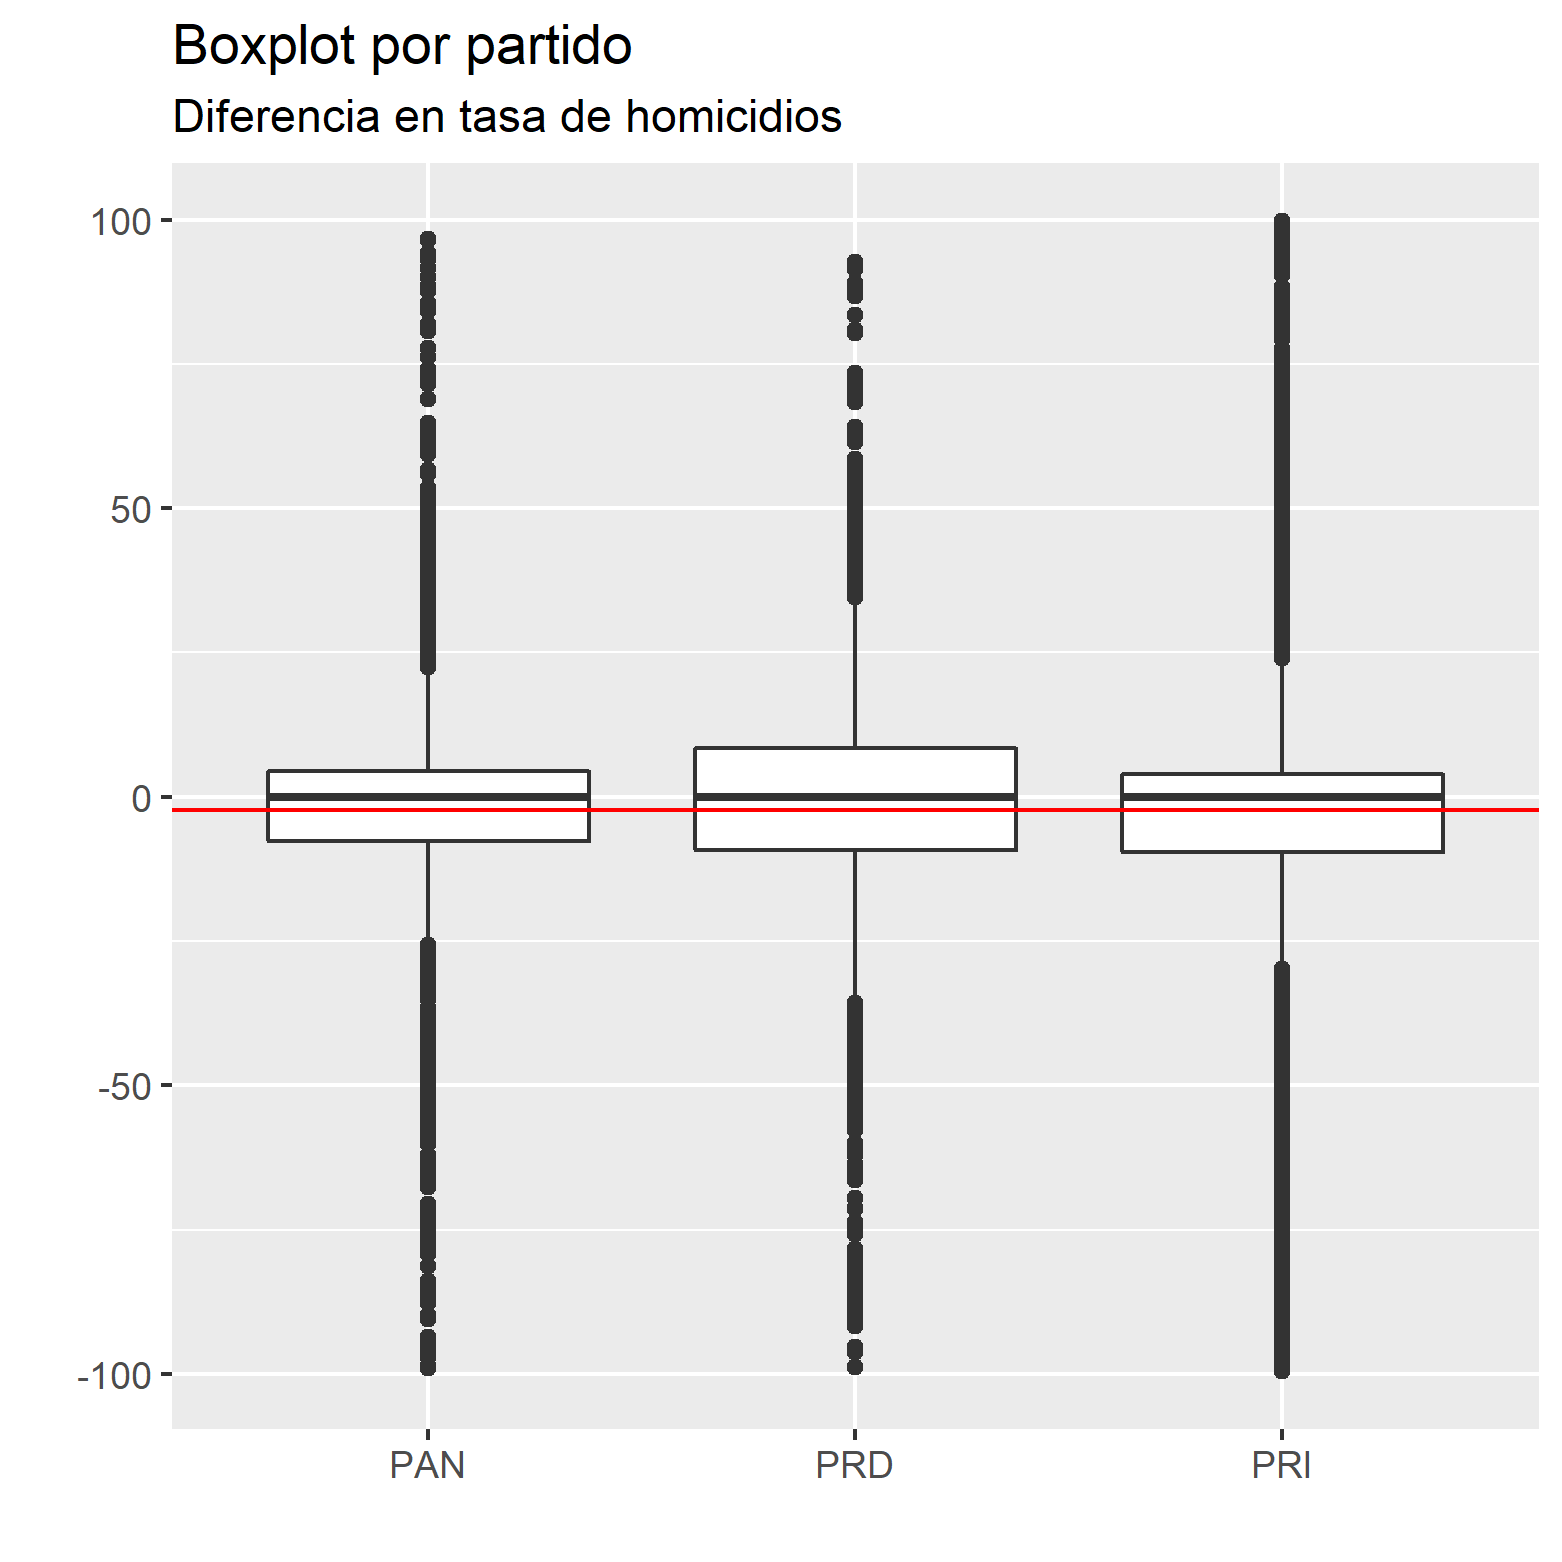 Boxplot por partido
Diferencia en tasa de homicidios
100
50
0
-50
-100
PAN PRD PRI